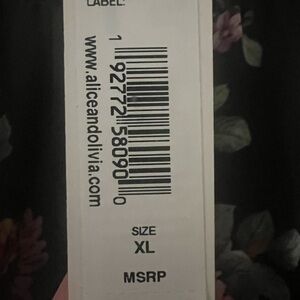 LABEL:
1 92772 58090 0
www.aliceandolivia.com
SIZE
XL
MSRP